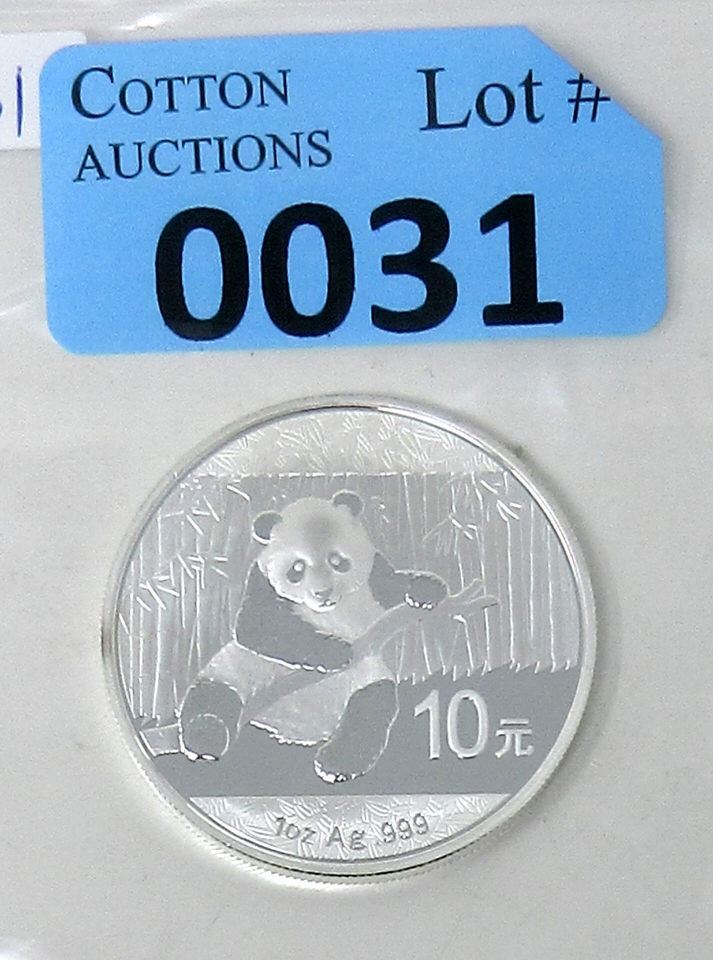 COTTON
AUCTIONS
Lot #
0031
10元
1oz Ag .999